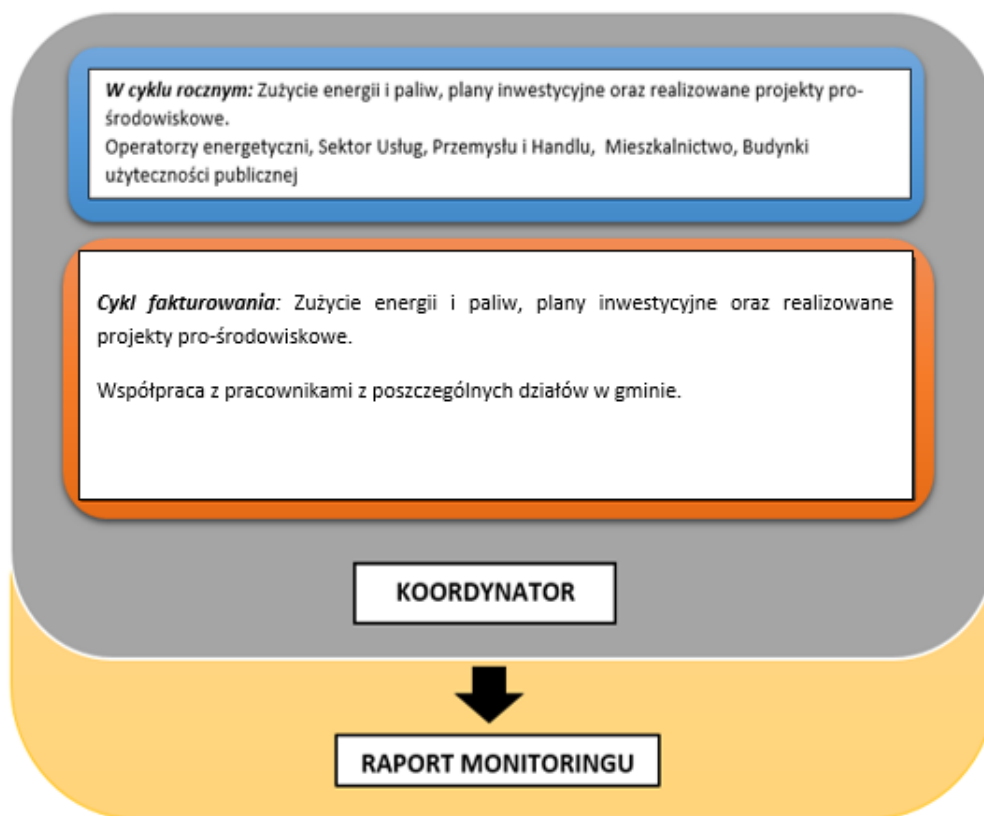 W cyklu rocznym: Zużycie energii i paliw, plany inwestycyjne oraz realizowane projekty pro-
środowiskowe.
Operatorzy energetyczni, Sektor Usług, Przemysłu i Handlu, Mieszkalnictwo, Budynki
użyteczności publicznej
Cykl fakturowania: Zużycie energii i paliw, plany inwestycyjne oraz realizowane
projekty pro-środowiskowe.
Współpraca z pracownikami z poszczególnych działów w gminie.
KOORDYNATOR
RAPORT MONITORINGU